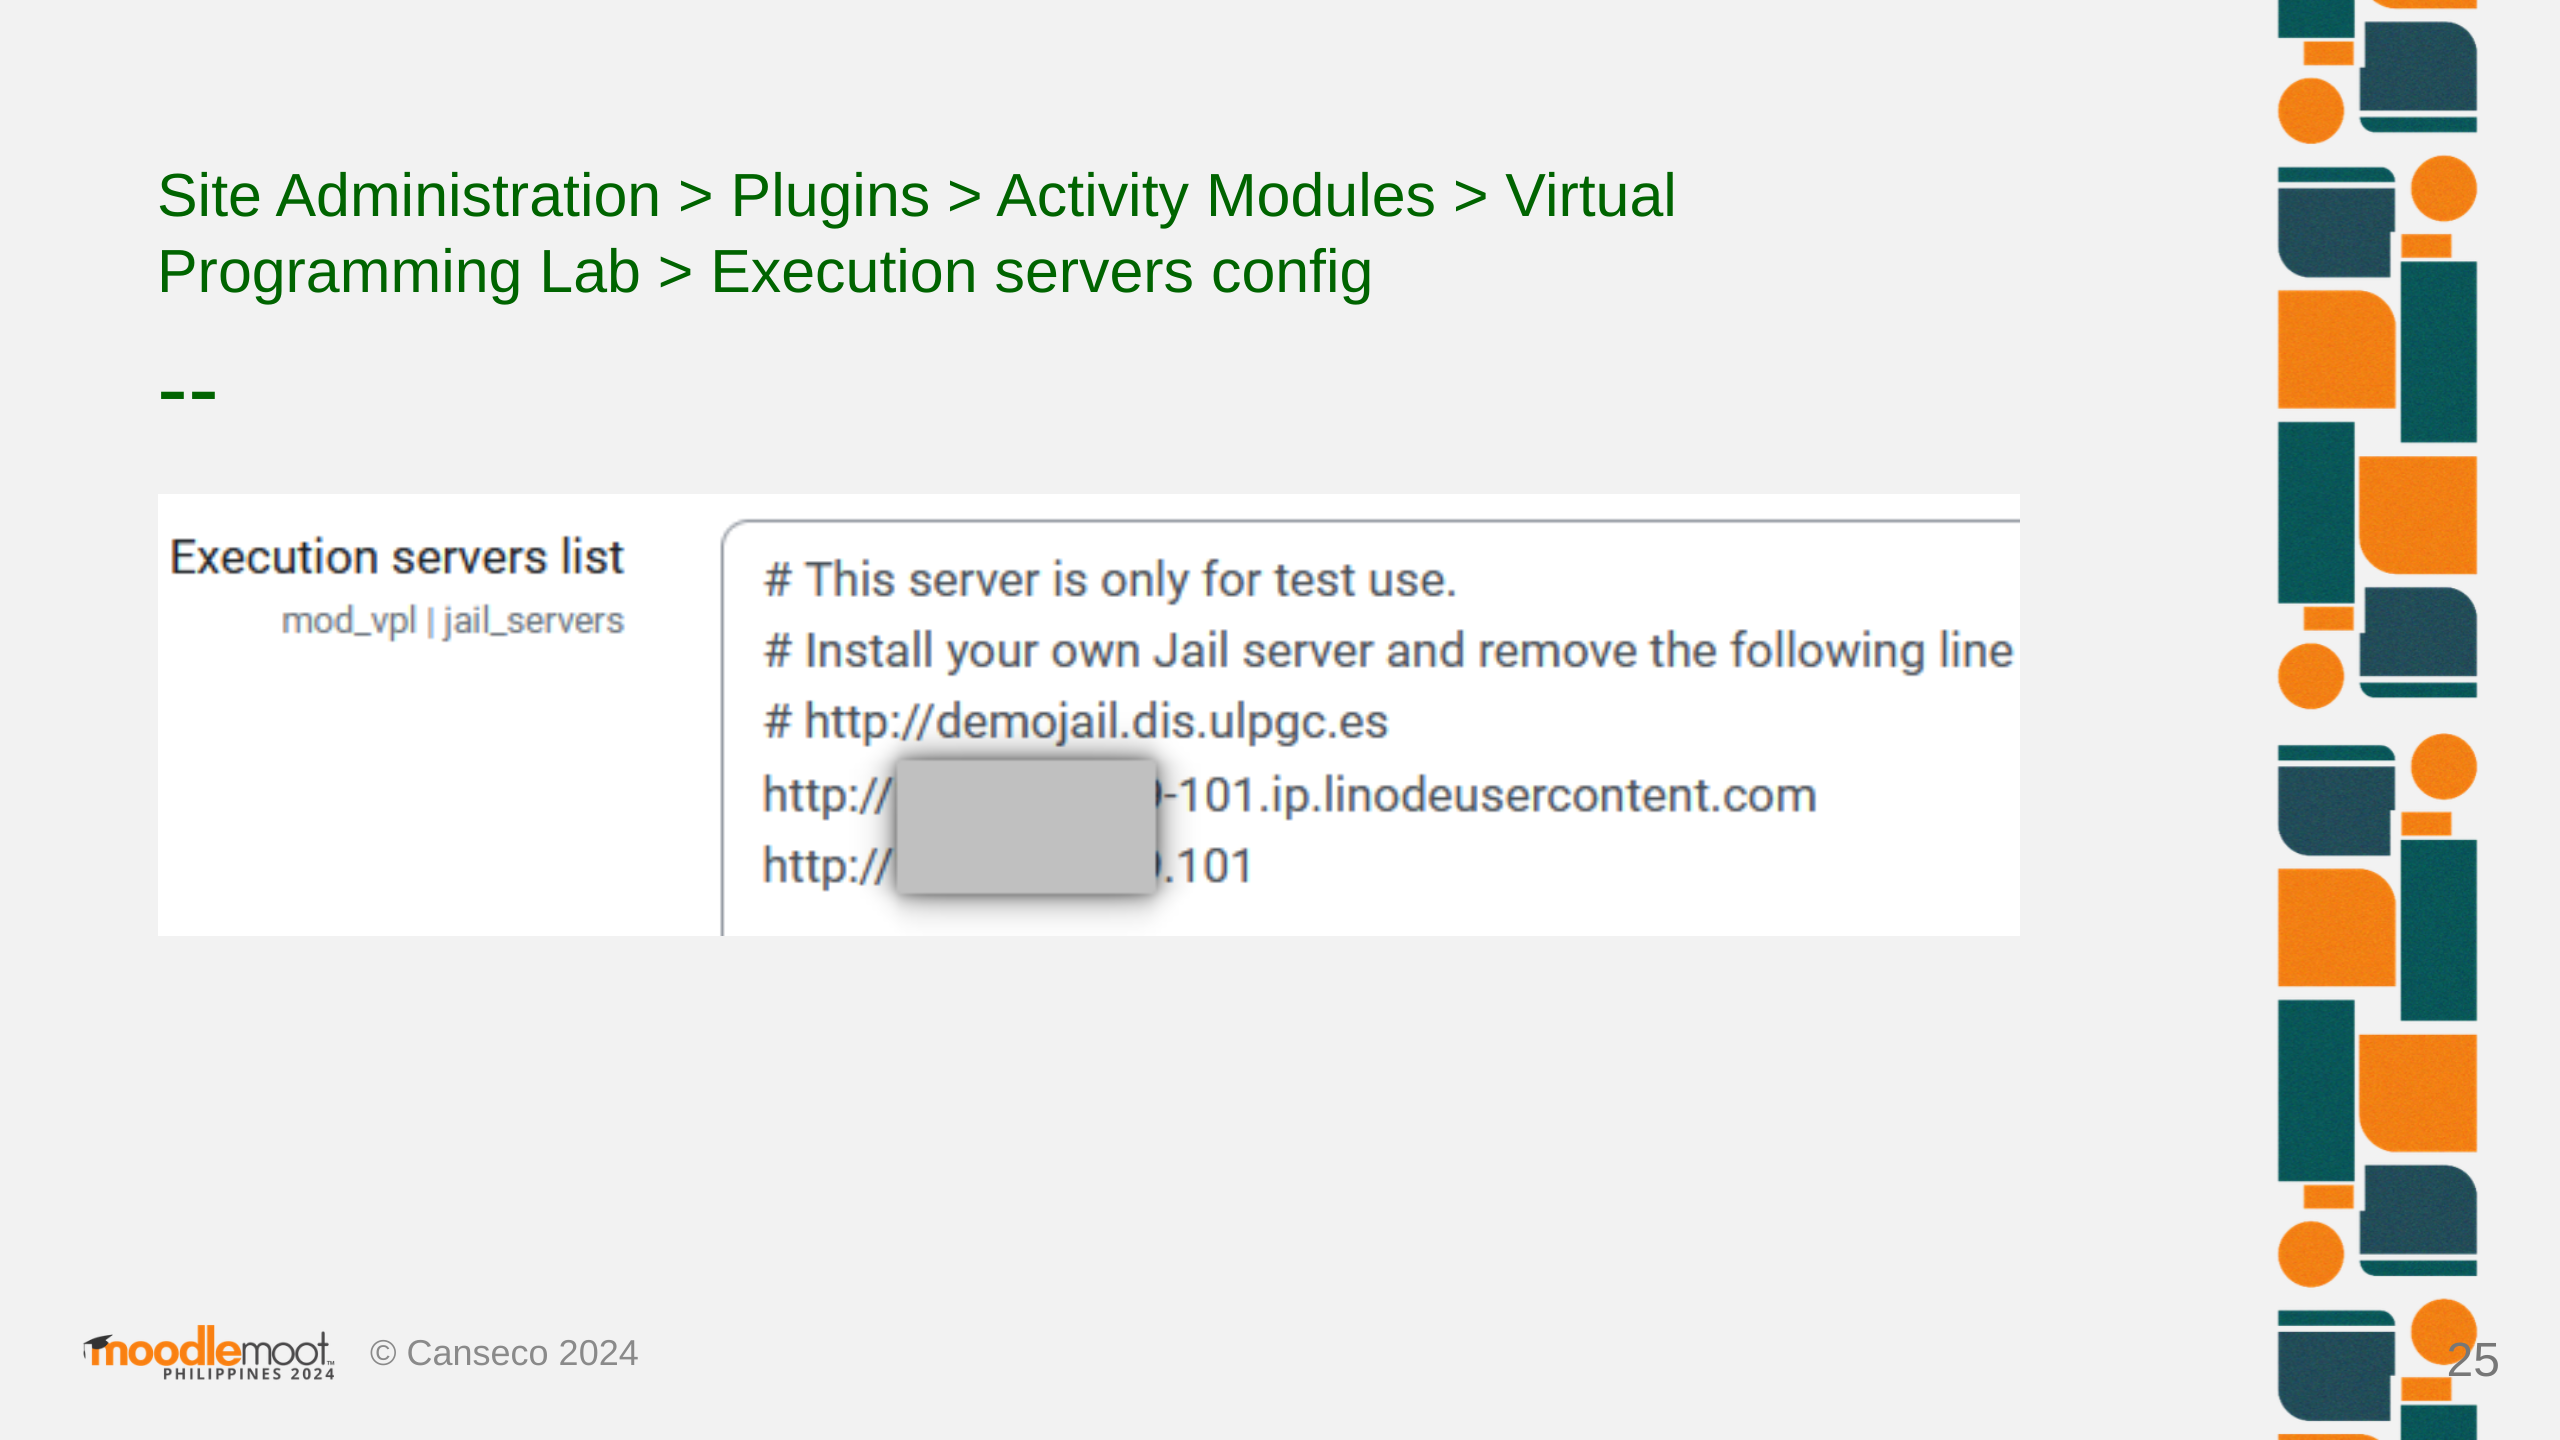 Site Administration > Plugins > Activity Modules > Virtual
Programming Lab > Execution servers config
--
Execution servers list
mod_vpl | jail_servers
# This server is only for test use.
# Install your own Jail server and remove the following line
# http://demojail.dis.ulpgc.es
http:// -101.ip.linodeusercontent.com
http:// .101
moodlemoot™
PHILIPPINES 2024
© Canseco 2024
25